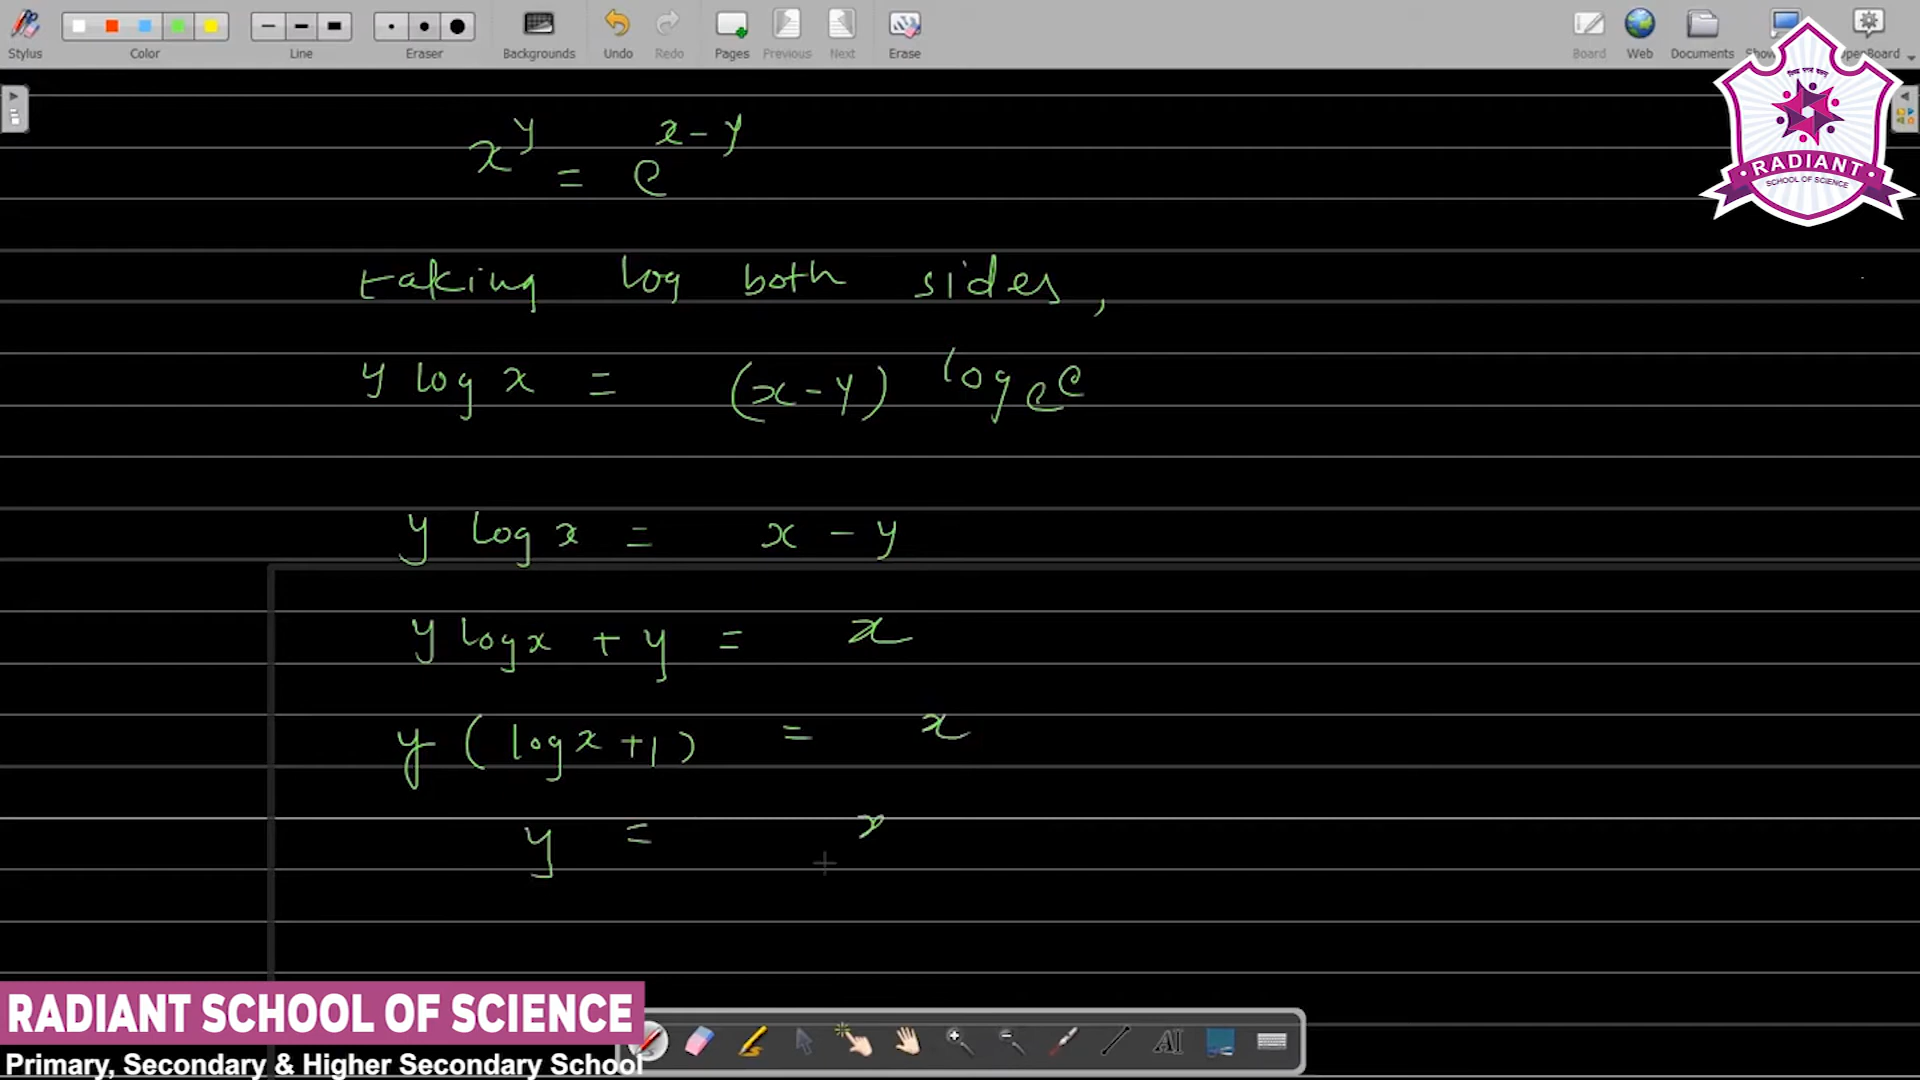 Stylus Color Line Eraser Backgrounds Undo Redo Pages Previous Next Erase Board Web Documents
RADIANT
SCHOOL OF SCIENCE
x^y = e^{x-y}
taking log both sides,
y log x = (x-y) log_e e
y log x = x - y
y log x + y = x
y (log x + 1) = x
y = x
RADIANT SCHOOL OF SCIENCE
Primary, Secondary & Higher Secondary School
AI